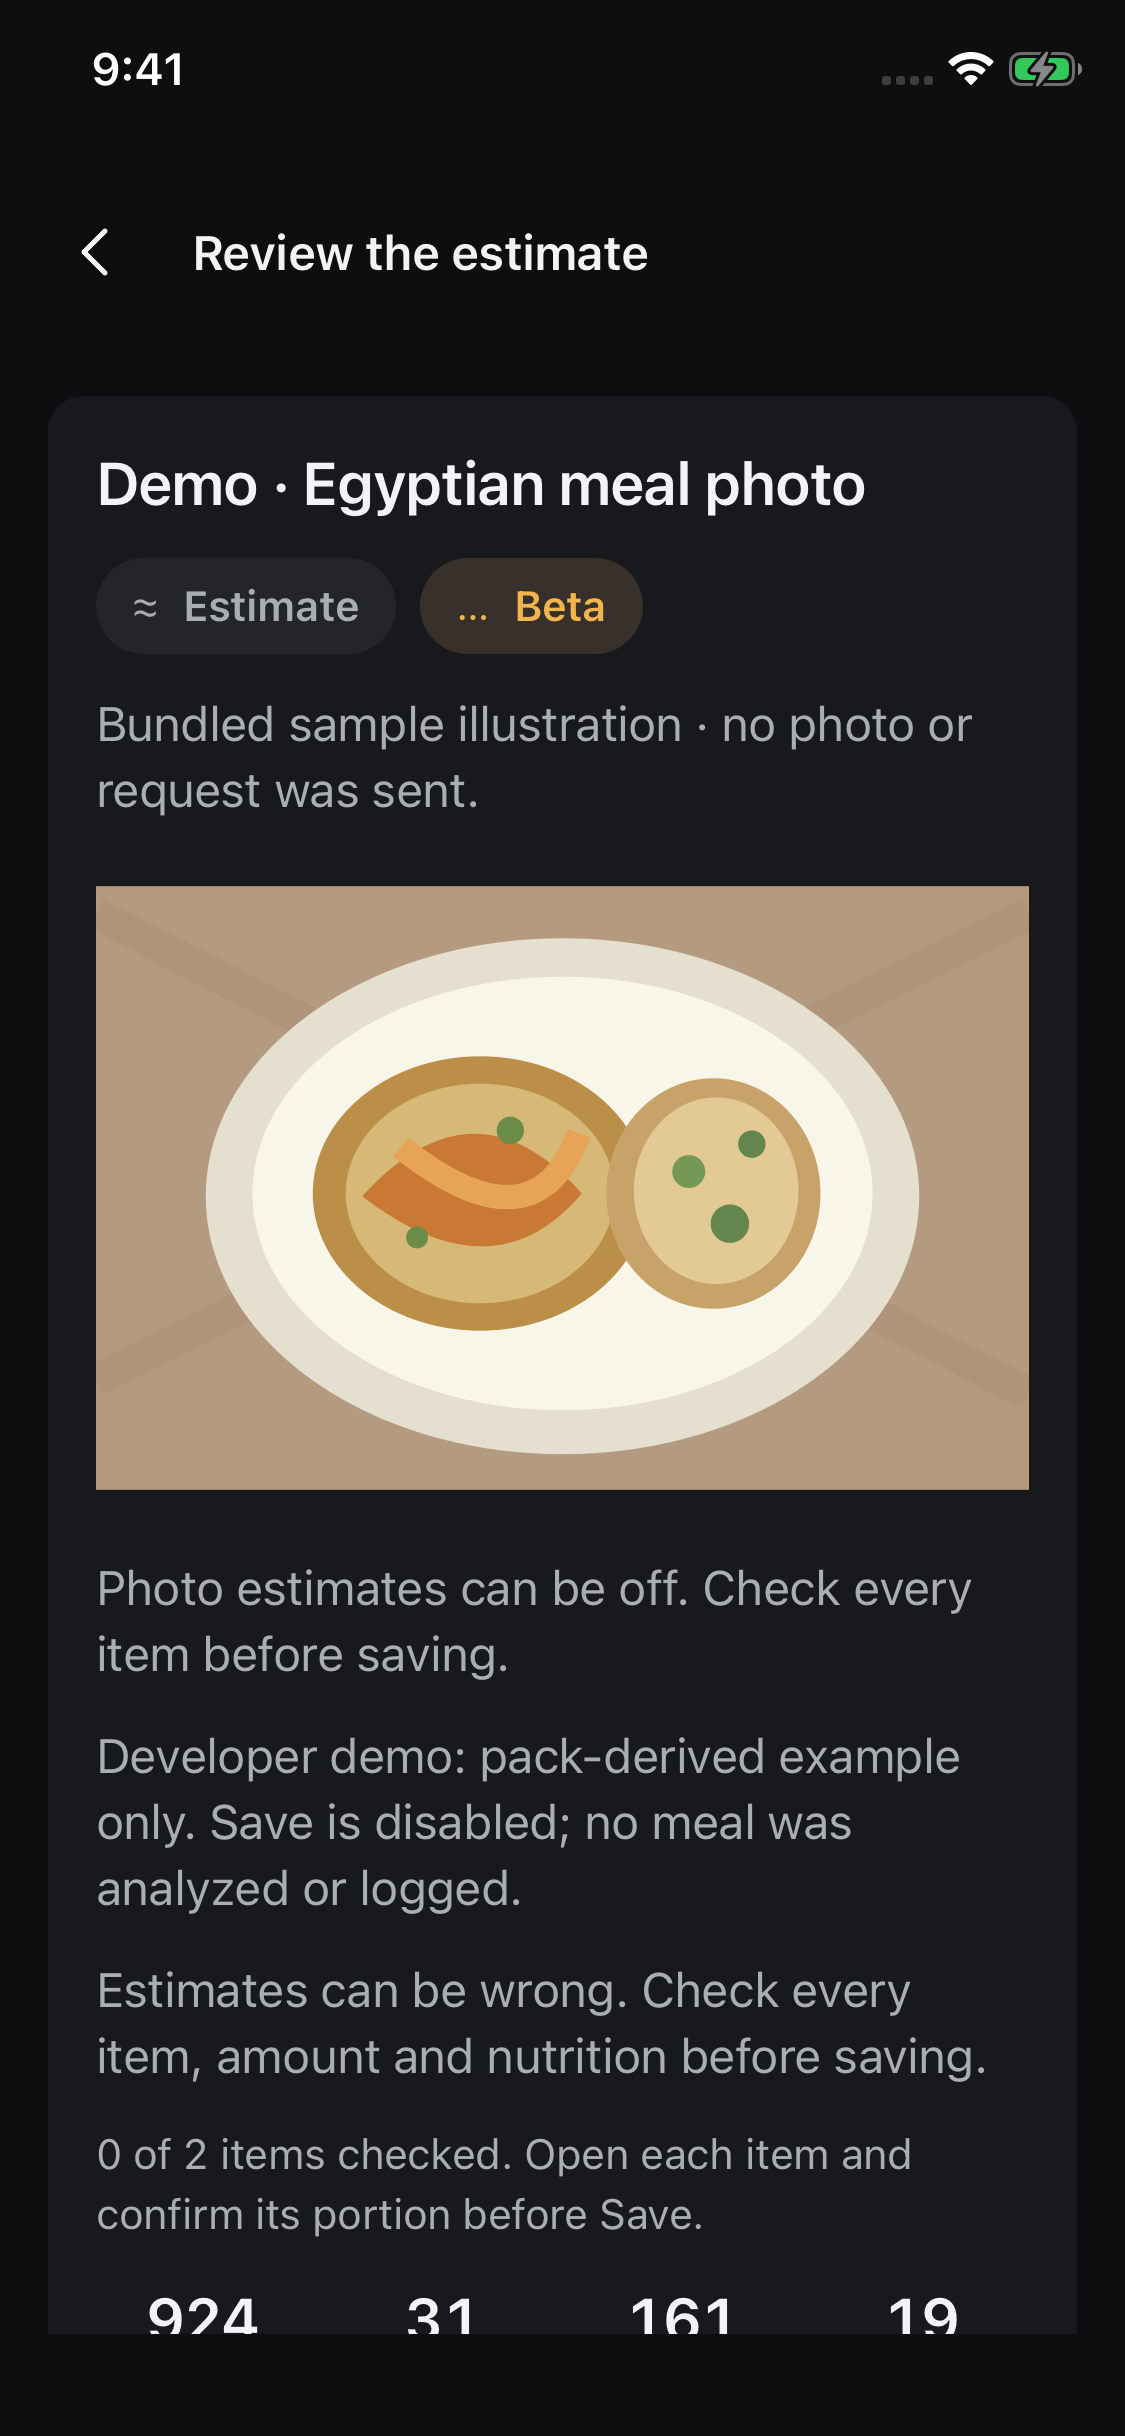 9:41
Review the estimate
Demo · Egyptian meal photo
≈ Estimate
... Beta
Bundled sample illustration · no photo or
request was sent.
Photo estimates can be off. Check every
item before saving.
Developer demo: pack-derived example
only. Save is disabled; no meal was
analyzed or logged.
Estimates can be wrong. Check every
item, amount and nutrition before saving.
0 of 2 items checked. Open each item and
confirm its portion before Save.
924 31 161 19